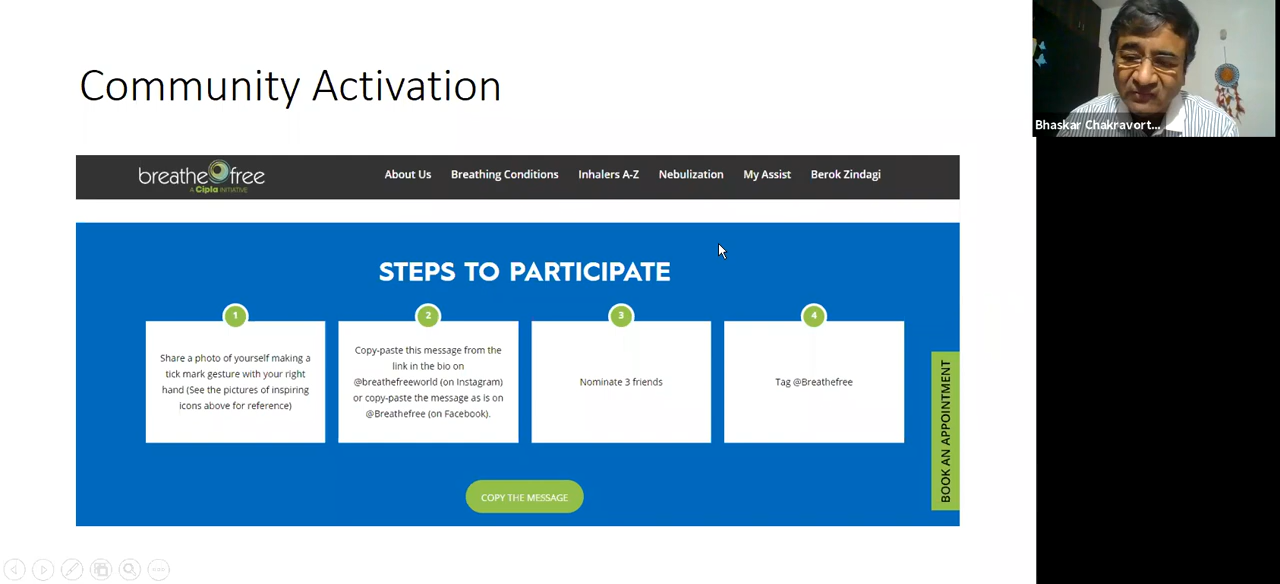 Community Activation
Bhaskar Chakravort...
breathe free
A Cipla INITIATIVE
About Us Breathing Conditions Inhalers A-Z Nebulization My Assist Berok Zindagi
STEPS TO PARTICIPATE
1
Share a photo of yourself making a
tick mark gesture with your right
hand (See the pictures of inspiring
icons above for reference)
2
Copy-paste this message from the
link in the bio on
@breathefreeworld (on Instagram)
or copy-paste the message as is on
@Breathefree (on Facebook).
3
Nominate 3 friends
4
Tag @Breathefree
BOOK AN APPOINTMENT
COPY THE MESSAGE